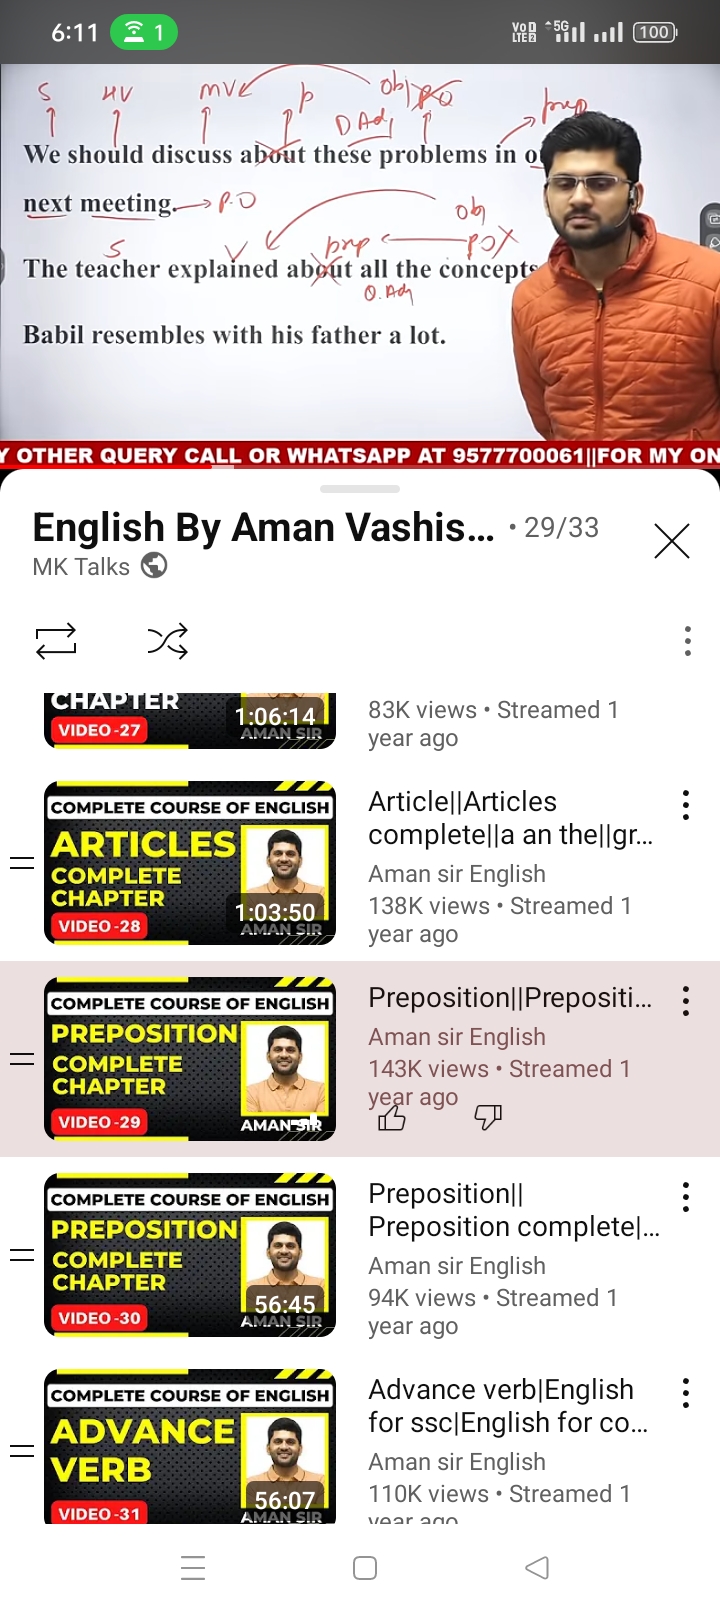 6:11
1
Vo) LTE2 5G 100
S HV MV p obj PO prep
D Adj
We should discuss about these problems in
next meeting. P.O
obj
S V prep POX
The teacher explained about all the concepts
Q. Adj
Babil resembles with his father a lot.
Y OTHER QUERY CALL OR WHATSAPP AT 9577700061||FOR MY ON
English By Aman Vashis... • 29/33
MK Talks
CHAPTER
VIDEO-27
1:06:14
AMAN SIR
83K views • Streamed 1
year ago
COMPLETE COURSE OF ENGLISH
ARTICLES
COMPLETE
CHAPTER
VIDEO-28
1:03:50
AMAN SIR
Article||Articles
complete||a an the||gr...
Aman sir English
138K views • Streamed 1
year ago
COMPLETE COURSE OF ENGLISH
PREPOSITION
COMPLETE
CHAPTER
VIDEO-29
AMAN SIR
Preposition||Prepositi...
Aman sir English
143K views • Streamed 1
year ago
COMPLETE COURSE OF ENGLISH
PREPOSITION
COMPLETE
CHAPTER
VIDEO-30
56:45
AMAN SIR
Preposition||
Preposition complete|...
Aman sir English
94K views • Streamed 1
year ago
COMPLETE COURSE OF ENGLISH
ADVANCE
VERB
VIDEO-31
56:07
AMAN SIR
Advance verb|English
for ssc|English for co...
Aman sir English
110K views • Streamed 1
year ago